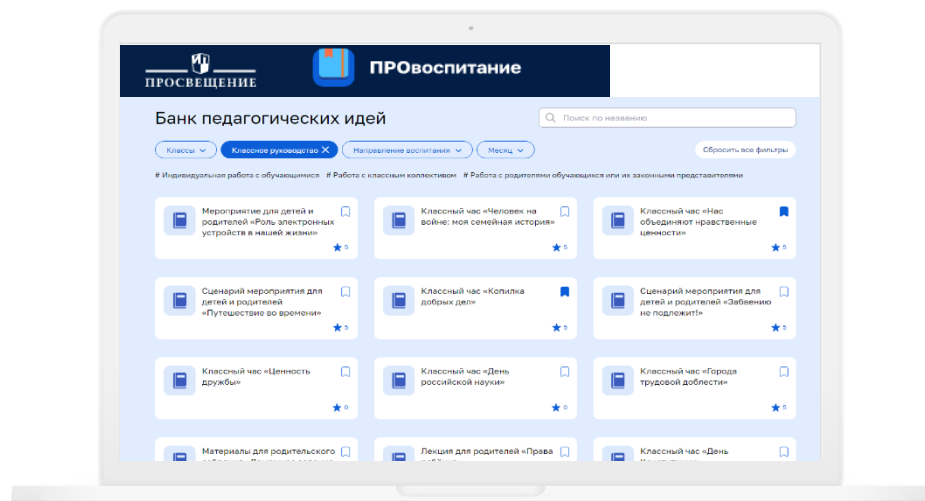 ПРОСВЕЩЕНИЕ
ПРОвоспитание
Банк педагогических идей
Поиск по названию
Классы
Классное руководство
Направление воспитания
Месяц
Сбросить все фильтры
# Индивидуальная работа с обучающимися # Работа с классным коллективом # Работа с родителями обучающихся или их законными представителями
Мероприятие для детей и
родителей «Роль электронных
устройств в нашей жизни»
5
Классный час «Человек на
войне: моя семейная история»
5
Классный час «Нас
объединяют нравственные
ценности»
5
Сценарий мероприятия для
детей и родителей
«Путешествие во времени»
5
Классный час «Копилка
добрых дел»
5
Сценарий мероприятия для
детей и родителей «Забвению
не подлежит!»
5
Классный час «Ценность
дружбы»
0
Классный час «День
российской науки»
0
Классный час «Города
трудовой доблести»
5
Материалы для родительского
Лекция для родителей «Права
Классный час «День